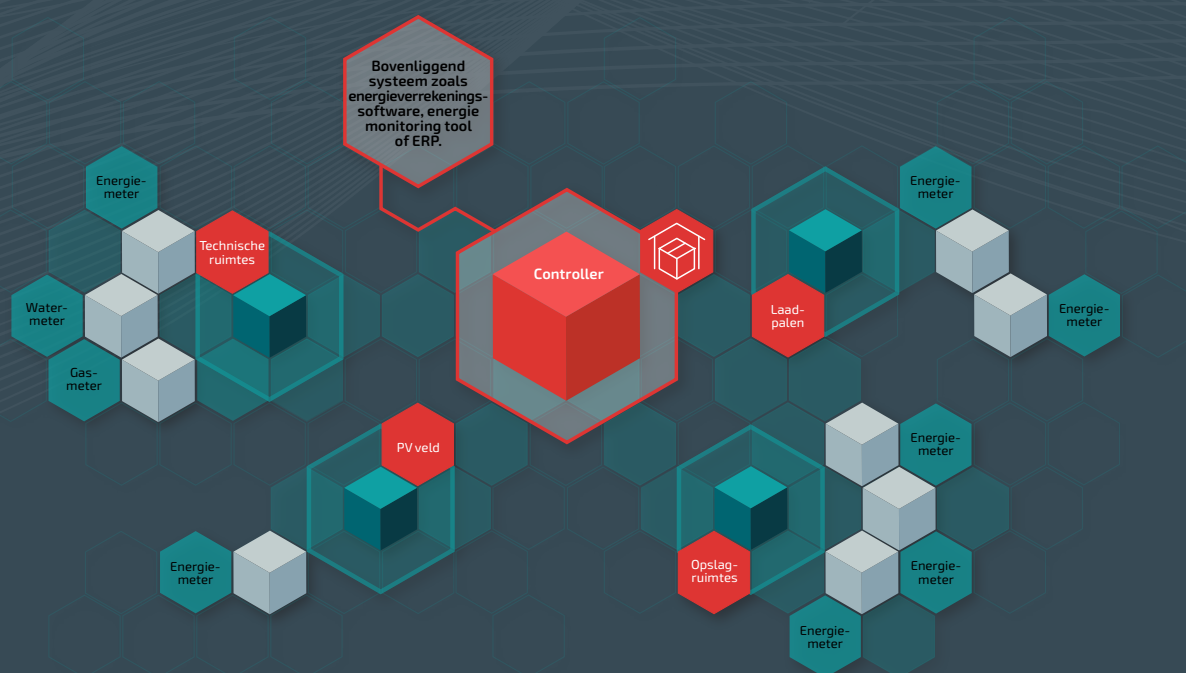 Bovenliggend
systeem zoals
energieverrekenings-
software, energie
monitoring tool
of ERP.
Energie-
meter
Technische
ruimtes
Water-
meter
Gas-
meter
Controller
Energie-
meter
Laad-
palen
Energie-
meter
PV veld
Energie-
meter
Energie-
meter
Opslag-
ruimtes
Energie-
meter
Energie-
meter